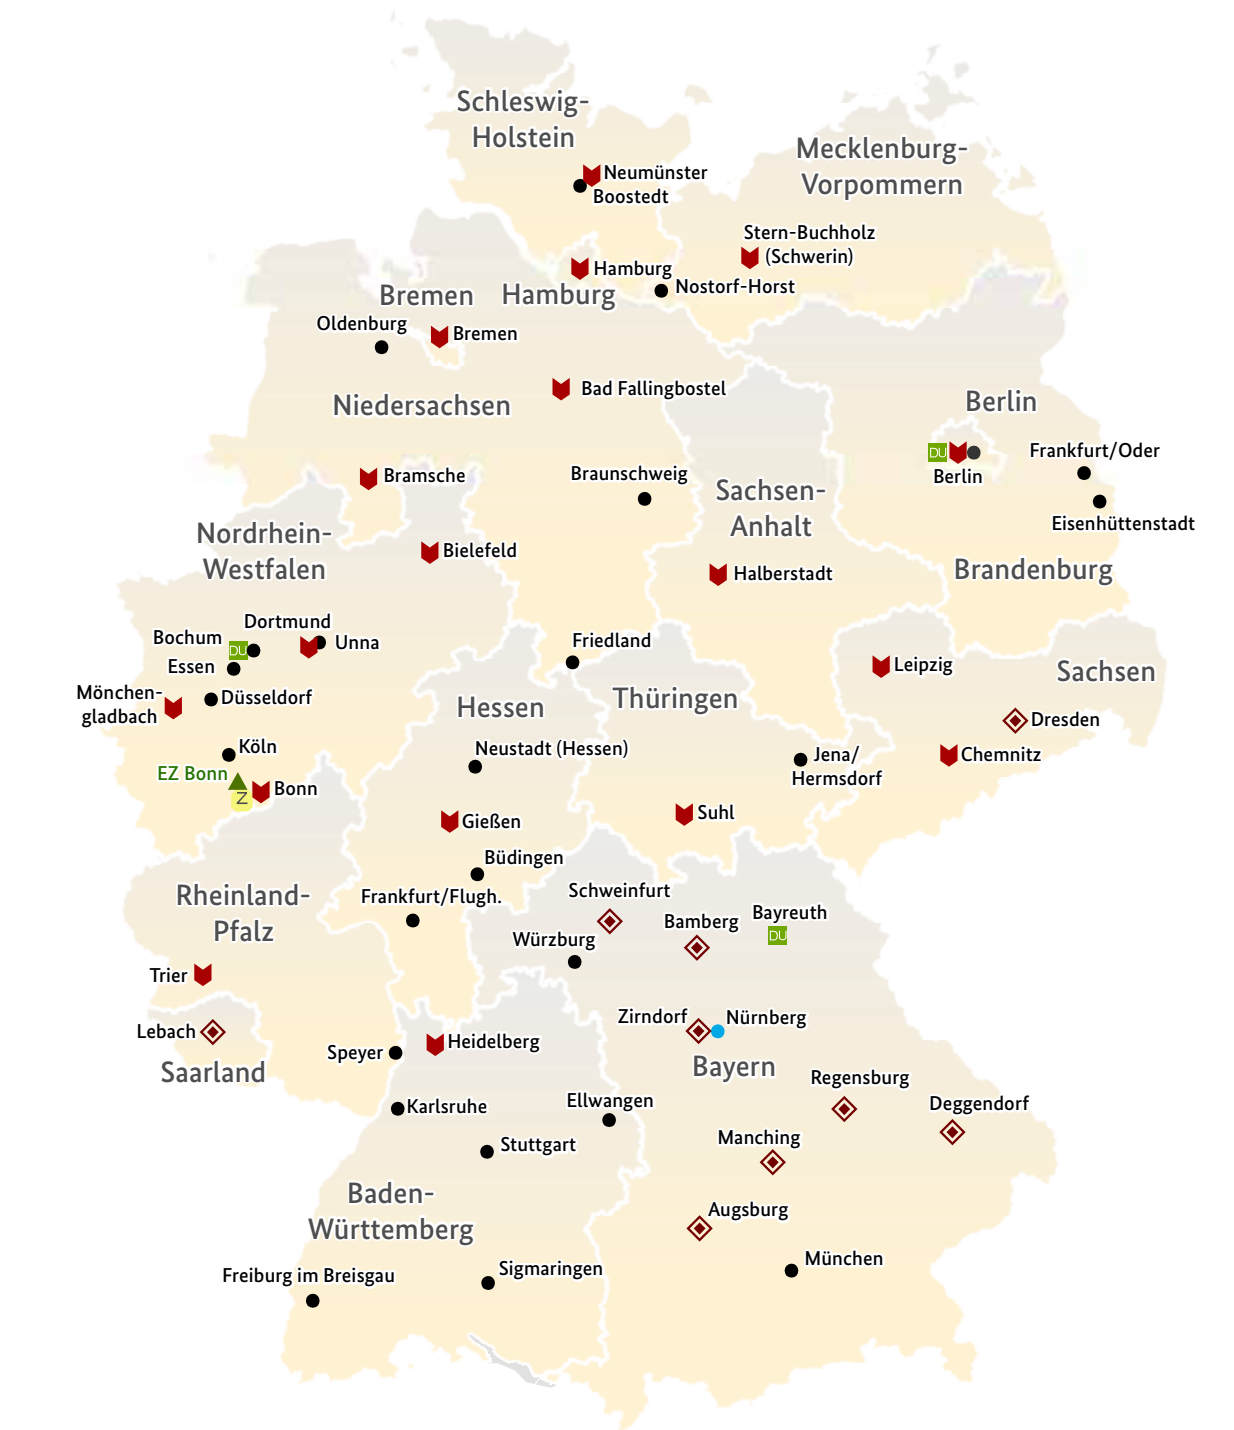 Schleswig-
Holstein
Mecklenburg-
Vorpommern
Neumünster
Boostedt
Stern-Buchholz
(Schwerin)
Hamburg
Nostorf-Horst
Bremen
Hamburg
Oldenburg
Bremen
Bad Fallingbostel
Niedersachsen
Berlin
DU
Frankfurt/Oder
Berlin
Bramsche
Braunschweig
Sachsen-
Anhalt
Eisenhüttenstadt
Nordrhein-
Westfalen
Bielefeld
Halberstadt
Brandenburg
Dortmund
Bochum
DU
Unna
Essen
Friedland
Leipzig
Sachsen
Mönchen-
gladbach
Düsseldorf
Hessen
Thüringen
Dresden
Köln
Neustadt (Hessen)
Jena/
Hermsdorf
Chemnitz
EZ Bonn
Z
Bonn
Gießen
Suhl
Büdingen
Rheinland-
Pfalz
Frankfurt/Flugh.
Schweinfurt
Bamberg
Bayreuth
DU
Würzburg
Trier
Lebach
Zirndorf
Nürnberg
Saarland
Speyer
Heidelberg
Bayern
Regensburg
Karlsruhe
Ellwangen
Deggendorf
Stuttgart
Manching
Baden-
Württemberg
Augsburg
München
Sigmaringen
Freiburg im Breisgau